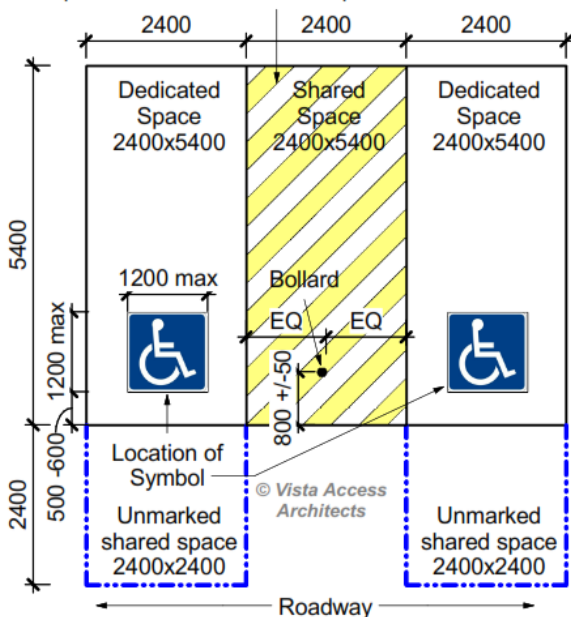 2400
2400
2400
Dedicated
Space
2400x5400
Shared
Space
2400x5400
Dedicated
Space
2400x5400
5400
1200 max
Bollard
EQ
EQ
1200 max
800 +/-50
500 -600
Location of
Symbol
© Vista Access
Architects
2400
Unmarked
shared space
2400x2400
Unmarked
shared space
2400x2400
Roadway